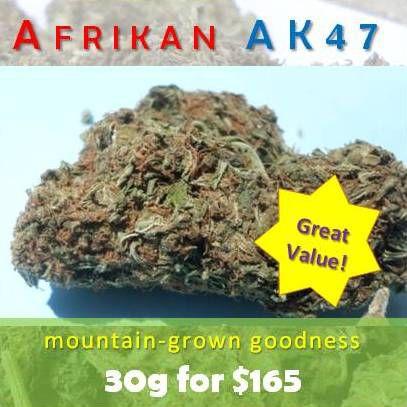 AFRIKAN AK47
Great
Value!
mountain-grown goodness
30g for $165